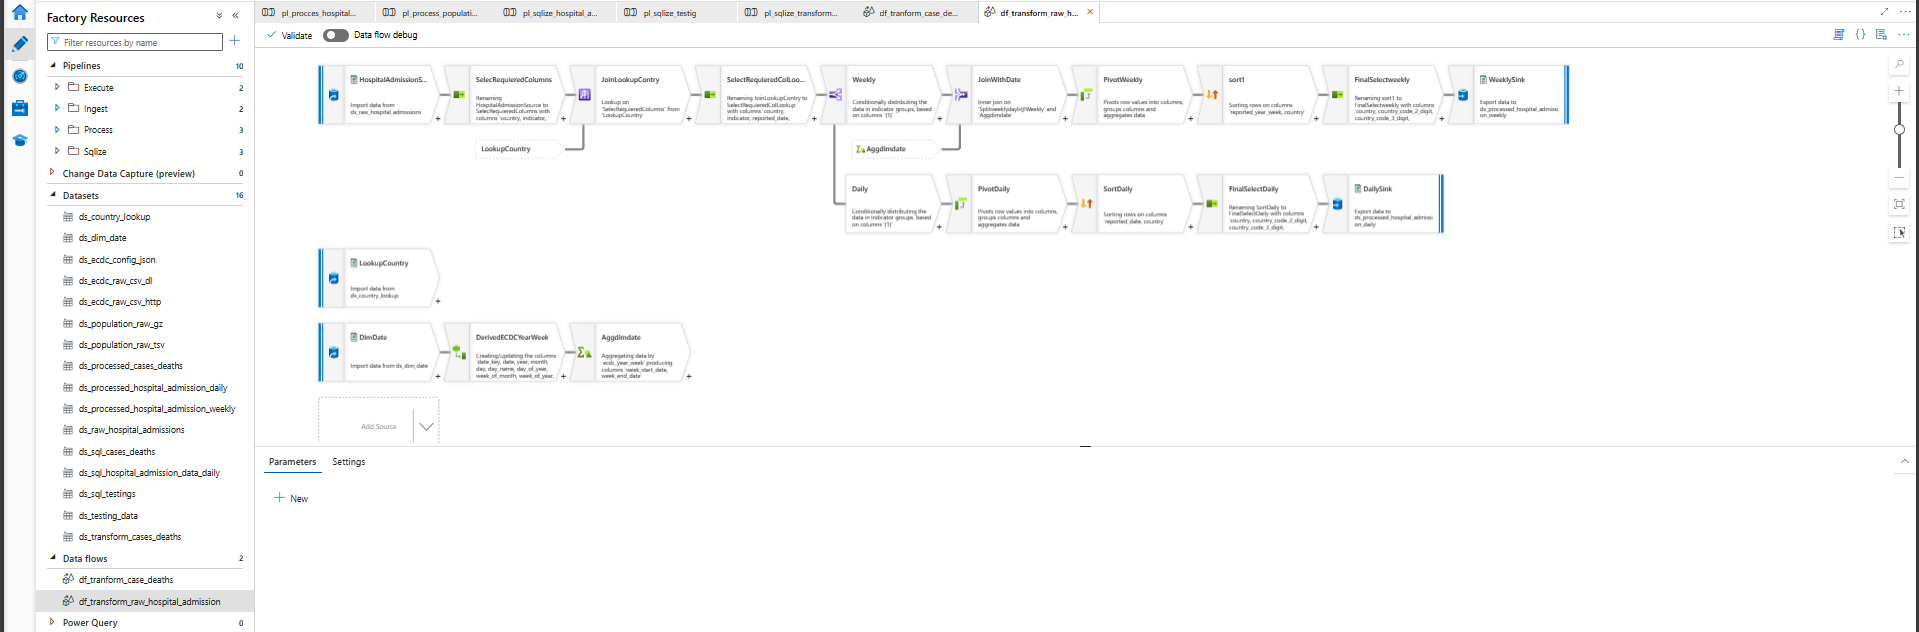 Factory Resources
Filter resources by name
Pipelines 10
Execute 2
Ingest 2
Process 3
Sqlize 3
Change Data Capture (preview) 0
Datasets 16
ds_country_lookup
ds_dim_date
ds_ecdc_config_json
ds_ecdc_raw_csv_dl
ds_ecdc_raw_csv_http
ds_population_raw_gz
ds_population_raw_tsv
ds_processed_cases_deaths
ds_processed_hospital_admission_daily
ds_processed_hospital_admission_weekly
ds_raw_hospital_admissions
ds_sql_cases_deaths
ds_sql_hospital_admission_data_daily
ds_sql_testings
ds_testing_data
ds_transform_cases_deaths
Data flows 2
df_tranform_case_deaths
df_transform_raw_hospital_admission
Power Query 0
pl_procces_hospital...
pl_process_populati...
pl_sqlize_hospital_a...
pl_sqlize_testig
pl_sqlize_transform...
df_tranform_case_de...
df_transform_raw_h...
Validate
Data flow debug
HospitalAdmissionS...
Import data from
ds_raw_hospital_admissions
SelecRequieredColumns
Renaming
HospitalAdmissionSource to
SelecRequieredColumns with
columns 'country, indicator,
JoinLookupContry
Lookup on
'SelecRequieredColumns' from
'LookupCountry'
SelectRequiredColLoo...
Renaming JoinLookupContry to
SelectRequiredColLookup
with columns 'country,
indicator, reported_date,
Weekly
Conditionally distributing the
data in indicator groups, based
on columns '{1}'
JoinWithDate
Inner join on
'Splitweeklydayli@Weekly' and
'Aggdimdate'
PivotWeekly
Pivots row values into columns,
groups columns and
aggregates data
sort1
Sorting rows on columns
'reported_year_week, country'
FinalSelectweekly
Renaming sort1 to
FinalSelectweekly with columns
'country, country_code_2_digit,
country_code_3_digit,
WeeklySink
Export data to
ds_processed_hospital_admissi
on_weekly
LookupCountry
Aggdimdate
Daily
Conditionally distributing the
data in indicator groups, based
on columns '{1}'
PivotDaily
Pivots row values into columns,
groups columns and
aggregates data
SortDaily
Sorting rows on columns
'reported_date, country'
FinalSelectDaily
Renaming SortDaily to
FinalSelectDaily with columns
'country, country_code_2_digit,
country_code_3_digit,
DailySink
Export data to
ds_processed_hospital_admissi
on_daily
LookupCountry
Import data from
ds_country_lookup
DimDate
Import data from ds_dim_date
DerivedECDCYearWeek
Creating/updating the columns
'date_key, date, year, month,
day, day_name, day_of_year,
week_of_month, week_of_year,
Aggdimdate
Aggregating data by
'ecdc_year_week' producing
columns 'week_start_date,
week_end_date'
Add Source
Parameters Settings
New